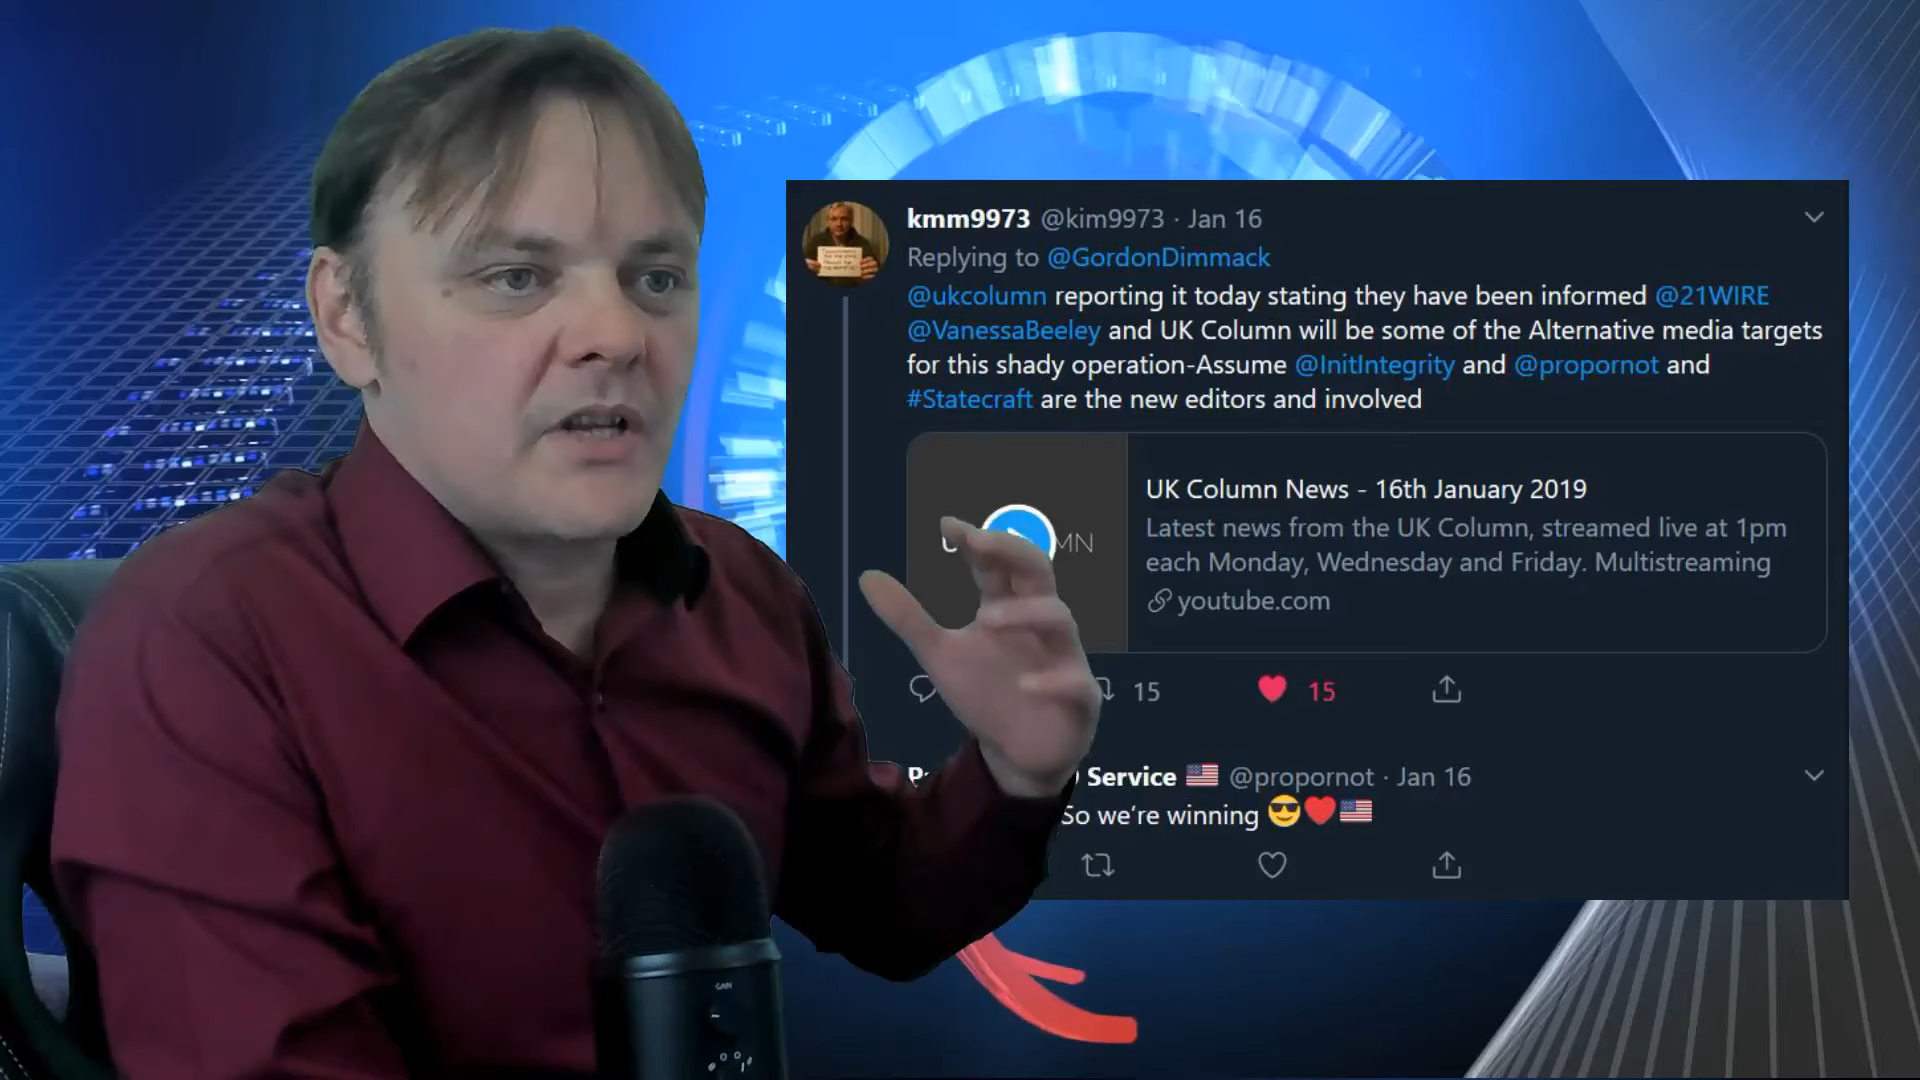 kmm9973 @kim9973 · Jan 16
Replying to @GordonDimmack
@ukcolumn reporting it today stating they have been informed @21WIRE
@VanessaBeeley and UK Column will be some of the Alternative media targets
for this shady operation-Assume @InitIntegrity and @propornot and
#Statecraft are the new editors and involved
MN
UK Column News - 16th January 2019
Latest news from the UK Column, streamed live at 1pm
each Monday, Wednesday and Friday. Multistreaming
youtube.com
15 15
Service @propornot · Jan 16
So we're winning 😎❤️🇺🇸
GAIN